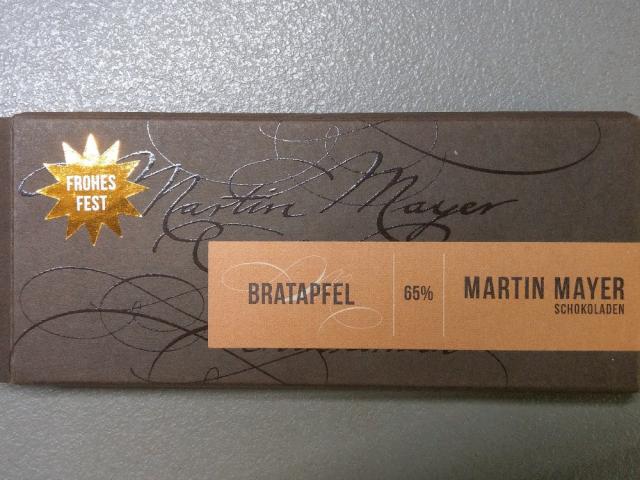 FROHES
FEST
Martin Mayer
BRATAPFEL
65%
MARTIN MAYER
SCHOKOLADEN